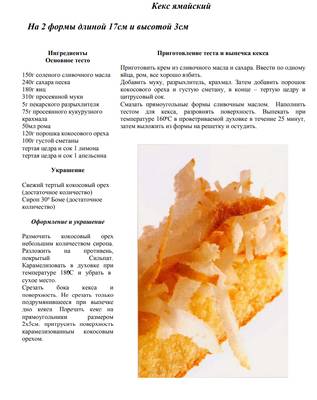 Кекс ямайский
На 2 формы длиной 17см и высотой 3см
Ингредиенты
Основное тесто
150г соленого сливочного масла
240г сахара песка
180г яиц
310г просеянной муки
5г пекарского разрыхлителя
75г просеянного кукурузного
крахмала
50мл рома
120г порошка кокосового ореха
100г густой сметаны
тертая цедра и сок 1 лимона
тертая цедра и сок 1 апельсина
Украшение
Свежий тертый кокосовый орех
(достаточное количество)
Сироп 30º Боме (достаточное
количество)
Оформление и украшение
Размочить кокосовый орех
небольшим количеством сиропа.
Разложить на противень,
покрытый Сильпат.
Карамелизовать в духовке при
температуре 180ºС и убрать в
сухое место.
Срезать бока кекса и
поверхность. Не срезать только
подрумянившееся при выпечке
дно кекса Порезать кекс на
прямоугольники размером
2х5см. притрусить поверхность
карамелизованным кокосовым
орехом.
Приготовление теста и выпечка кекса
Приготовить крем из сливочного масла и сахара. Ввести по одному
яйца, ром, все хорошо взбить.
Добавить муку, разрыхлитель, крахмал. Затем добавить порошок
кокосового ореха и густую сметану, в конце – тертую цедру и
цитрусовый сок.
Смазать прямоугольные формы сливочным маслом. Наполнить
тестом для кекса, разровнять поверхность. Выпекать при
температуре 160ºС в проветриваемой духовке в течение 25 минут,
затем выложить из формы на решетку и остудить.